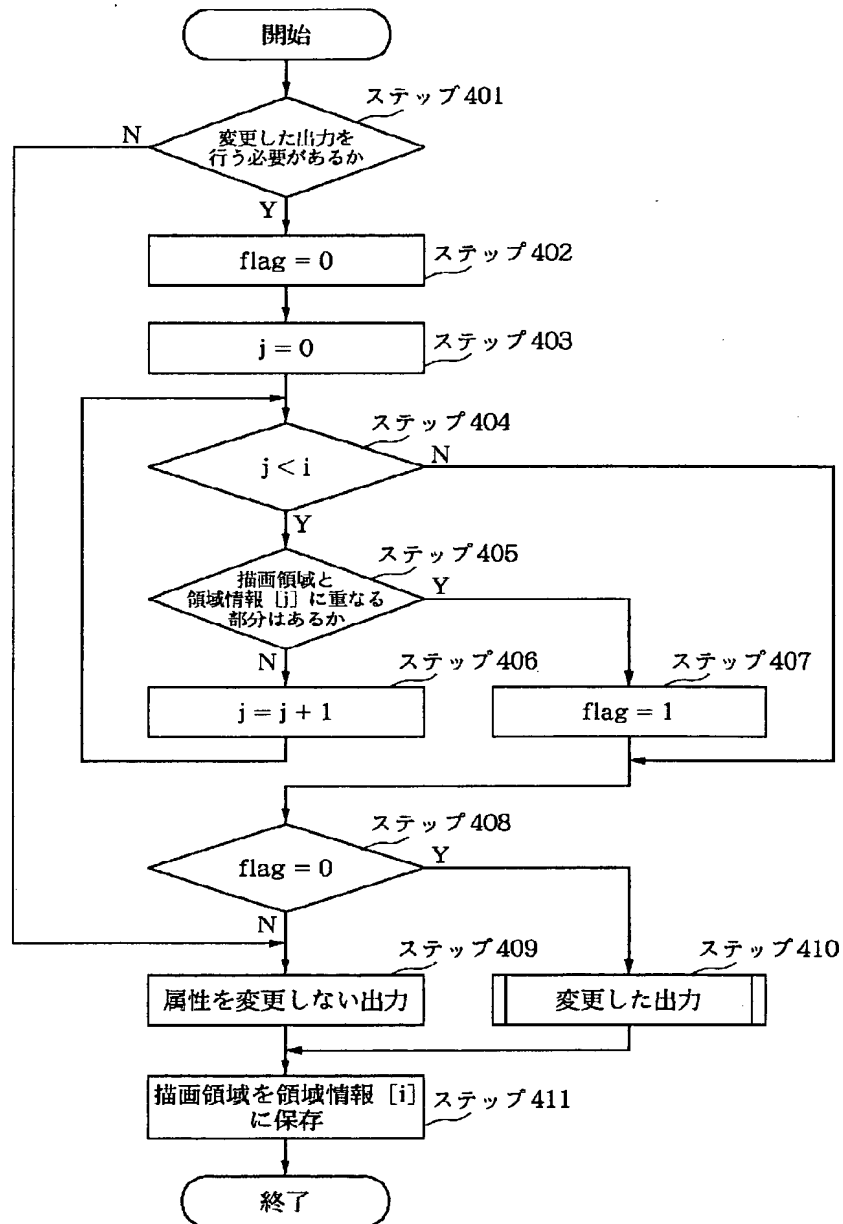 開始
ステップ401
変更した出力を
行う必要があるか
N
Y
flag = 0
ステップ402
j = 0
ステップ403
ステップ404
j < i
N
Y
ステップ405
描画領域と
領域情報 [j] に重なる
部分はあるか
Y
N
ステップ406
j = j + 1
ステップ407
flag = 1
ステップ408
flag = 0
Y
N
ステップ409
属性を変更しない出力
ステップ410
変更した出力
描画領域を領域情報 [i]
に保存
ステップ411
終了